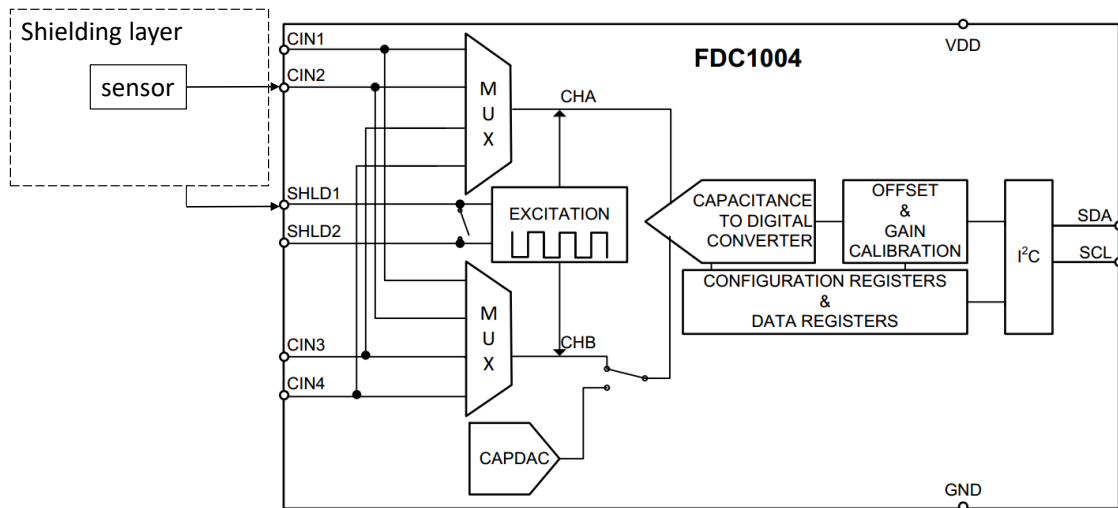 Shielding layer
sensor
CIN1
CIN2
SHLD1
SHLD2
CIN3
CIN4
M
U
X
M
U
X
CHA
EXCITATION
CHB
CAPDAC
FDC1004
VDD
CAPACITANCE
TO DIGITAL
CONVERTER
OFFSET
&
GAIN
CALIBRATION
CONFIGURATION REGISTERS
&
DATA REGISTERS
I²C
SDA
SCL
GND